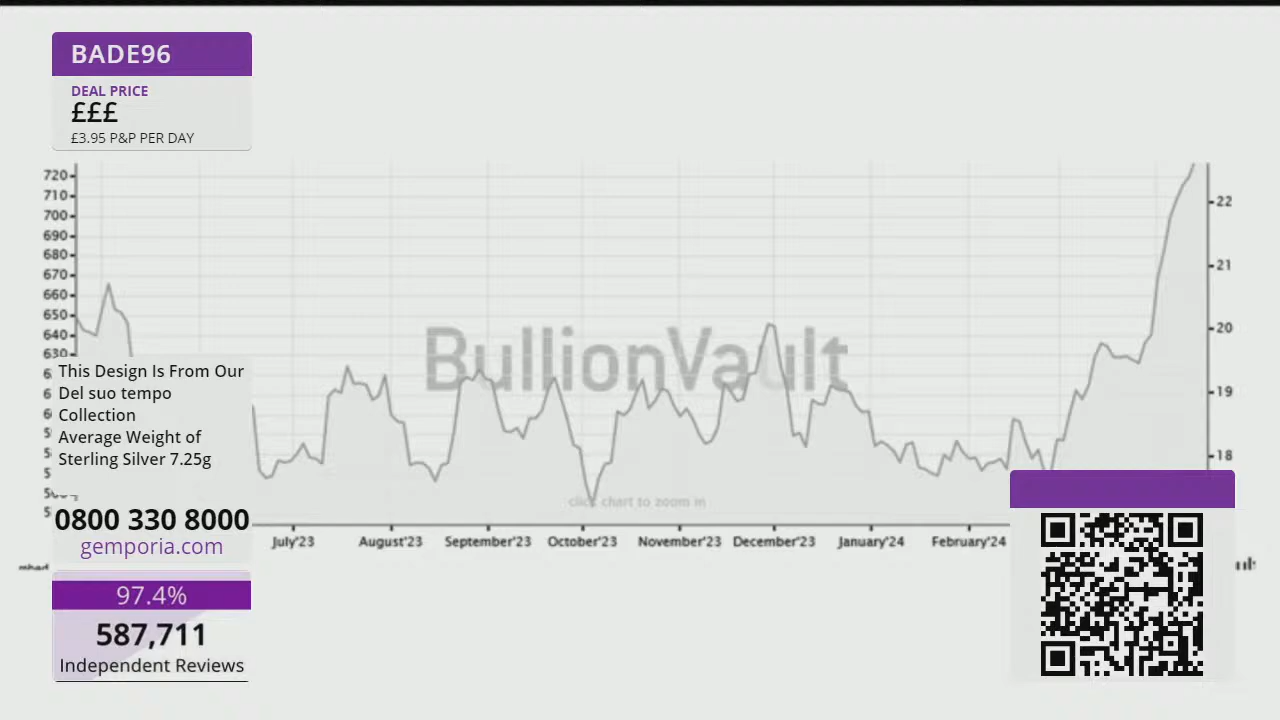 BADE96
DEAL PRICE
£££
£3.95 P&P PER DAY
720
710
700
690
680
670
660
650
640
630
22
21
20
19
18
BullionVault
This Design Is From Our
Del suo tempo
Collection
Average Weight of
Sterling Silver 7.25g
click chart to zoom in
0800 330 8000
gemporia.com
July'23 August'23 September'23 October'23 November'23 December'23 January'24 February'24
97.4%
587,711
Independent Reviews